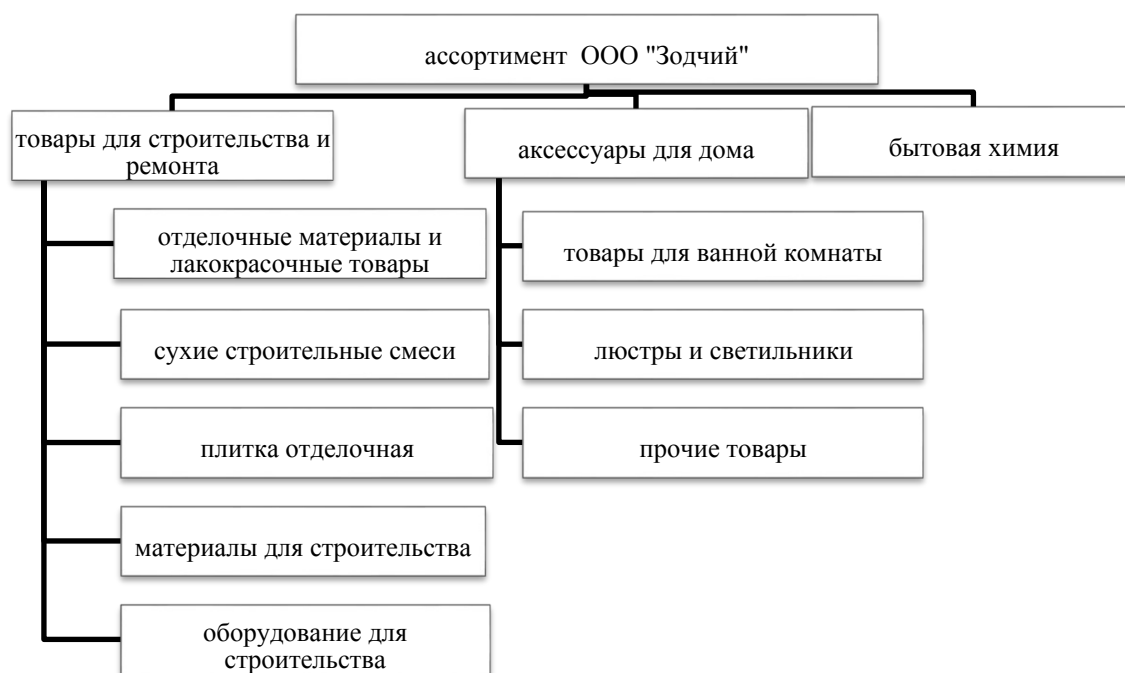 ассортимент ООО "Зодчий"
товары для строительства и
ремонта
аксессуары для дома
бытовая химия
отделочные материалы и
лакокрасочные товары
сухие строительные смеси
плитка отделочная
материалы для строительства
оборудование для
строительства
товары для ванной комнаты
люстры и светильники
прочие товары